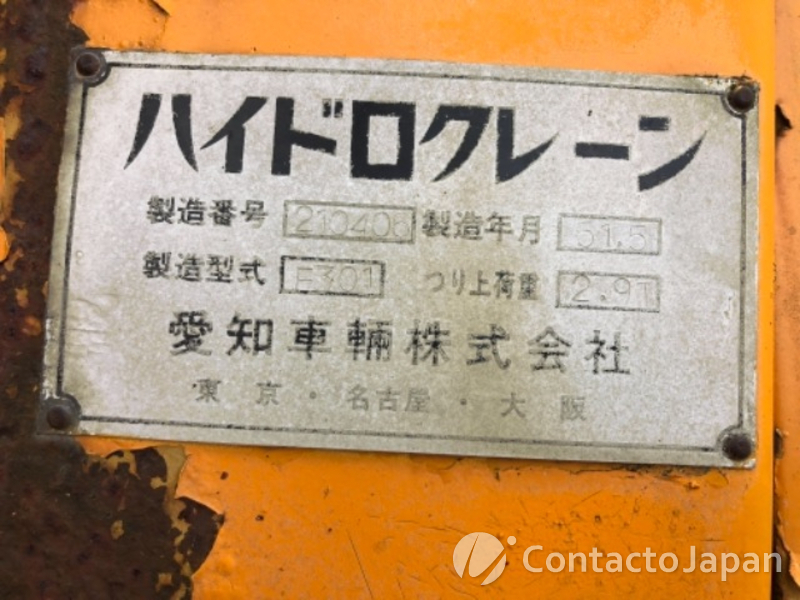 ハイドロクレーン
製造番号 210406 製造年月 51.5
製造型式 E301 つり上荷重 2.9T
愛知車輛株式会社
東京・名古屋・大阪
ContactoJapan